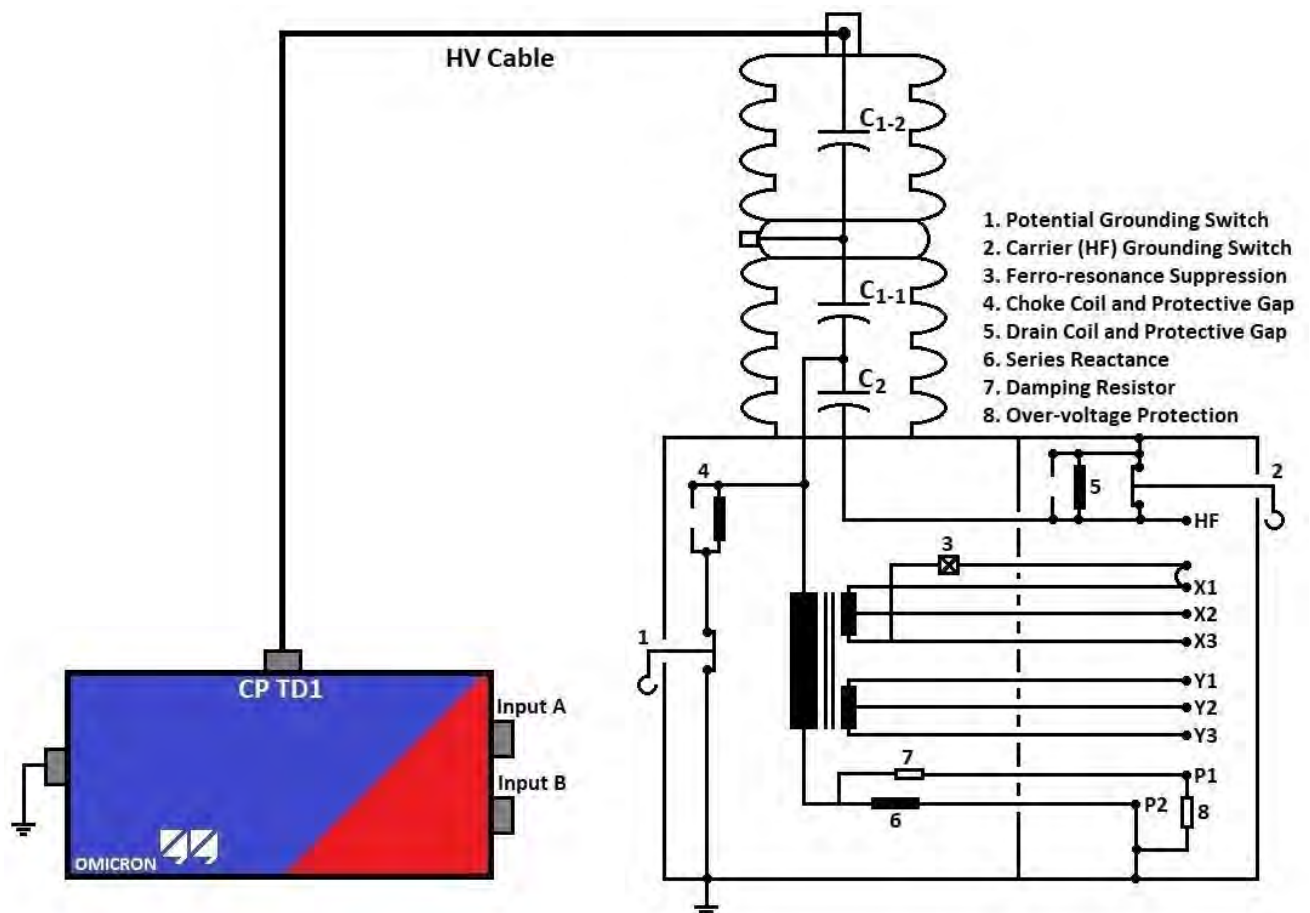 HV Cable
C1-2
C1-1
C2
1. Potential Grounding Switch
2. Carrier (HF) Grounding Switch
3. Ferro-resonance Suppression
4. Choke Coil and Protective Gap
5. Drain Coil and Protective Gap
6. Series Reactance
7. Damping Resistor
8. Over-voltage Protection
4
5
2
HF
3
X1
X2
X3
1
Y1
Y2
Y3
7
P1
6
P2
8
CP TD1
Input A
Input B
OMICRON